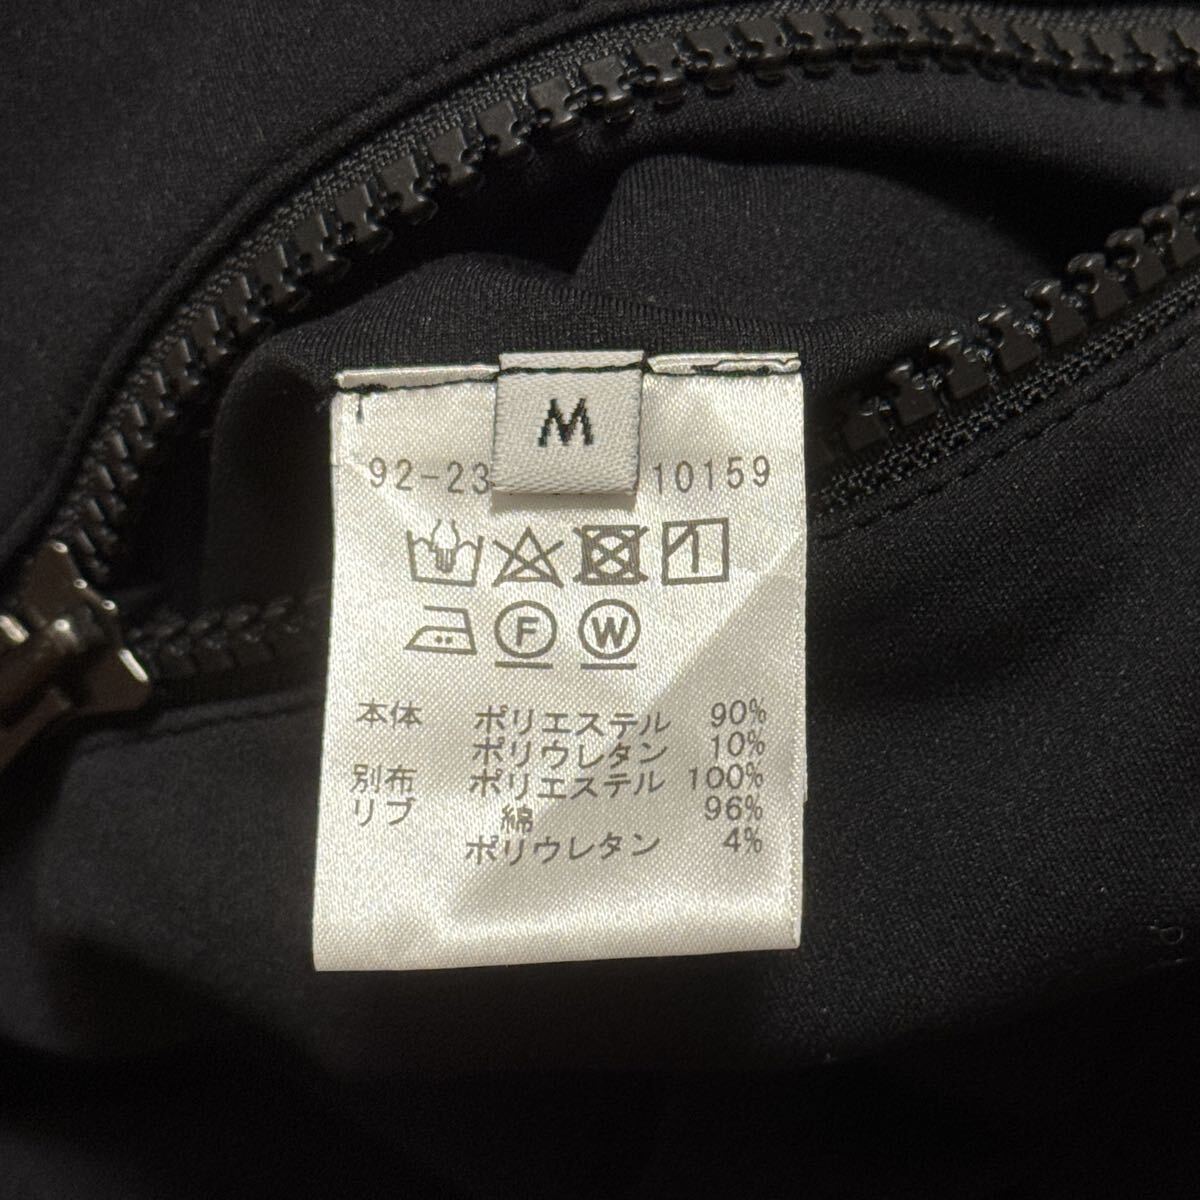 M
92-23 10159
F W
本体 ポリエステル 90%
ポリウレタン 10%
別布 ポリエステル 100%
リブ 綿 96%
ポリウレタン 4%